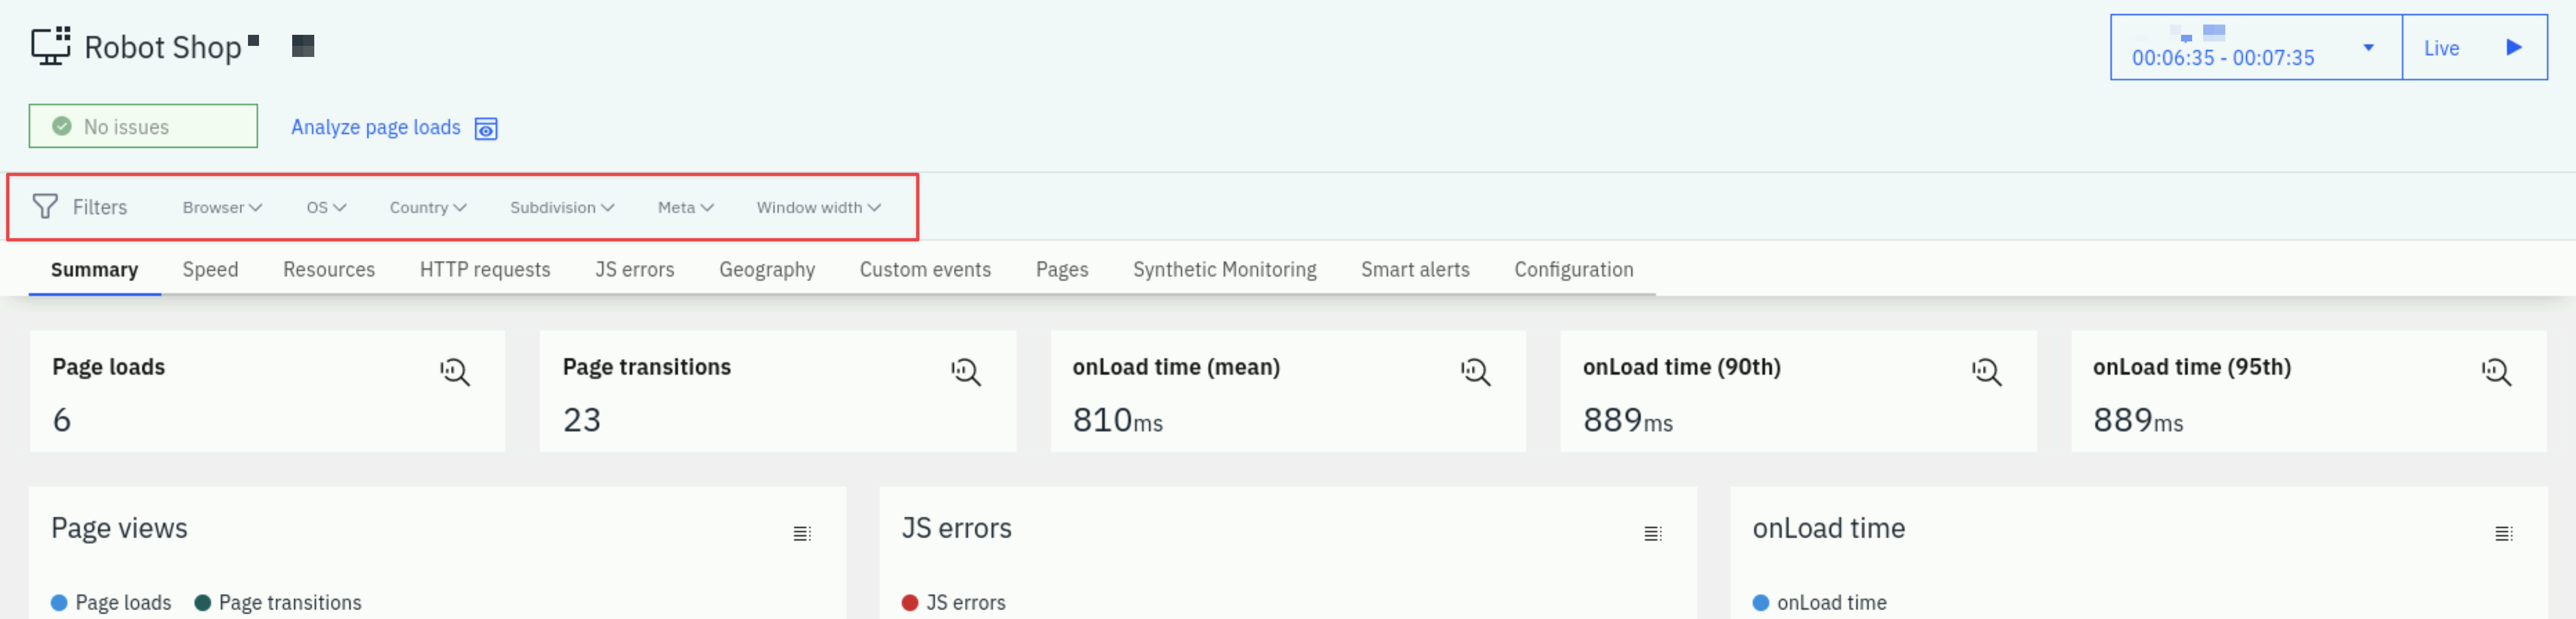 Robot Shop
00:06:35 - 00:07:35
Live
No issues
Analyze page loads
Filters Browser OS Country Subdivision Meta Window width
Summary Speed Resources HTTP requests JS errors Geography Custom events Pages Synthetic Monitoring Smart alerts Configuration
Page loads
6
Page transitions
23
onLoad time (mean)
810ms
onLoad time (90th)
889ms
onLoad time (95th)
889ms
Page views
Page loads Page transitions
JS errors
JS errors
onLoad time
onLoad time